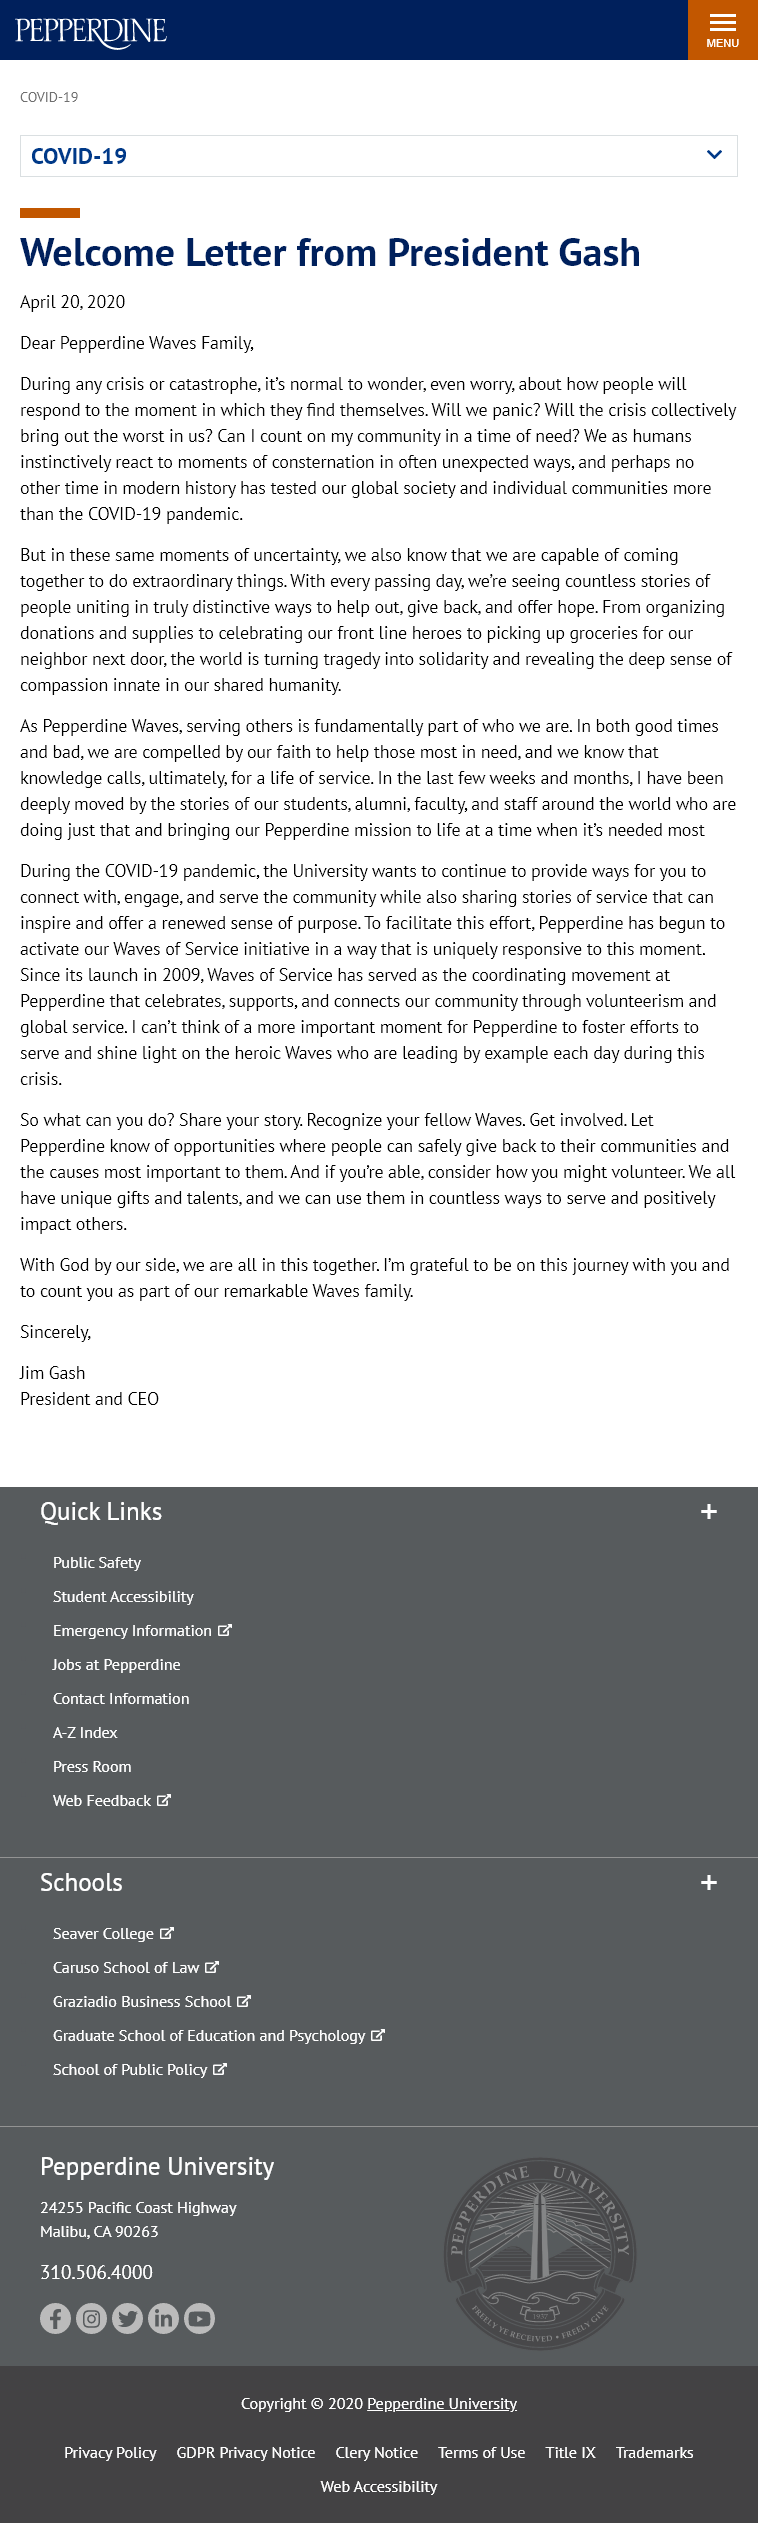 PEPPERDINE
MENU
COVID-19
COVID-19
Welcome Letter from President Gash
April 20, 2020
Dear Pepperdine Waves Family,
During any crisis or catastrophe, it’s normal to wonder, even worry, about how people will
respond to the moment in which they find themselves. Will we panic? Will the crisis collectively
bring out the worst in us? Can I count on my community in a time of need? We as humans
instinctively react to moments of consternation in often unexpected ways, and perhaps no
other time in modern history has tested our global society and individual communities more
than the COVID-19 pandemic.
But in these same moments of uncertainty, we also know that we are capable of coming
together to do extraordinary things. With every passing day, we’re seeing countless stories of
people uniting in truly distinctive ways to help out, give back, and offer hope. From organizing
donations and supplies to celebrating our front line heroes to picking up groceries for our
neighbor next door, the world is turning tragedy into solidarity and revealing the deep sense of
compassion innate in our shared humanity.
As Pepperdine Waves, serving others is fundamentally part of who we are. In both good times
and bad, we are compelled by our faith to help those most in need, and we know that
knowledge calls, ultimately, for a life of service. In the last few weeks and months, I have been
deeply moved by the stories of our students, alumni, faculty, and staff around the world who are
doing just that and bringing our Pepperdine mission to life at a time when it’s needed most
During the COVID-19 pandemic, the University wants to continue to provide ways for you to
connect with, engage, and serve the community while also sharing stories of service that can
inspire and offer a renewed sense of purpose. To facilitate this effort, Pepperdine has begun to
activate our Waves of Service initiative in a way that is uniquely responsive to this moment.
Since its launch in 2009, Waves of Service has served as the coordinating movement at
Pepperdine that celebrates, supports, and connects our community through volunteerism and
global service. I can’t think of a more important moment for Pepperdine to foster efforts to
serve and shine light on the heroic Waves who are leading by example each day during this
crisis.
So what can you do? Share your story. Recognize your fellow Waves. Get involved. Let
Pepperdine know of opportunities where people can safely give back to their communities and
the causes most important to them. And if you’re able, consider how you might volunteer. We all
have unique gifts and talents, and we can use them in countless ways to serve and positively
impact others.
With God by our side, we are all in this together. I’m grateful to be on this journey with you and
to count you as part of our remarkable Waves family.
Sincerely,
Jim Gash
President and CEO
Quick Links
Public Safety
Student Accessibility
Emergency Information
Jobs at Pepperdine
Contact Information
A-Z Index
Press Room
Web Feedback
Schools
Seaver College
Caruso School of Law
Graziadio Business School
Graduate School of Education and Psychology
School of Public Policy
Pepperdine University
24255 Pacific Coast Highway
Malibu, CA 90263
310.506.4000
PEPPERDINE UNIVERSITY
1937
FREELY YE RECEIVED • FREELY GIVE
Copyright © 2020 Pepperdine University
Privacy Policy GDPR Privacy Notice Clery Notice Terms of Use Title IX Trademarks
Web Accessibility